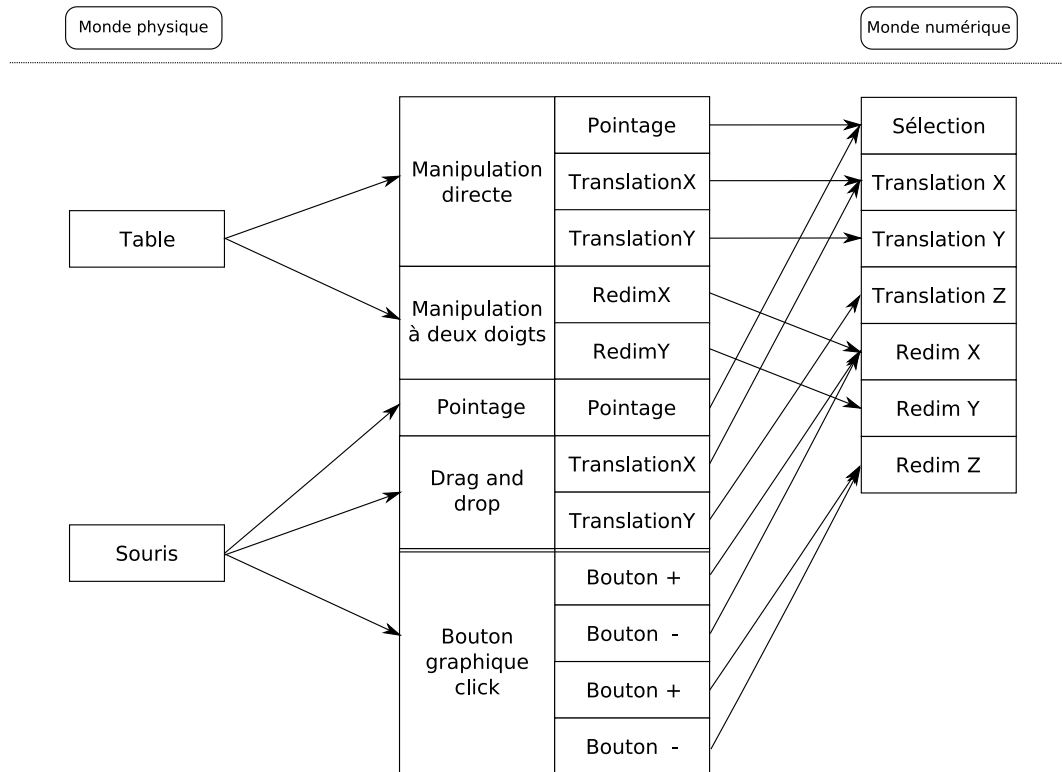 Monde physique
Monde numérique
Table
Souris
Manipulation
directe
Pointage
TranslationX
TranslationY
Manipulation
à deux doigts
RedimX
RedimY
Pointage
Pointage
Drag and
drop
TranslationX
TranslationY
Bouton
graphique
click
Bouton +
Bouton -
Bouton +
Bouton -
Sélection
Translation X
Translation Y
Translation Z
Redim X
Redim Y
Redim Z